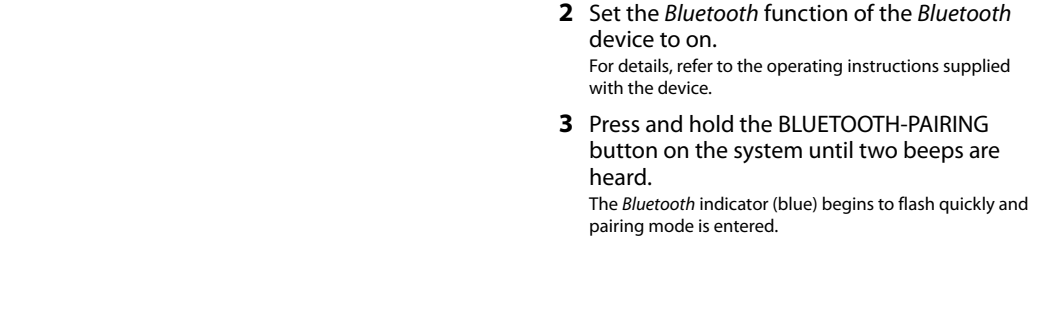 2 Set the Bluetooth function of the Bluetooth
device to on.
For details, refer to the operating instructions supplied
with the device.
3 Press and hold the BLUETOOTH-PAIRING
button on the system until two beeps are
heard.
The Bluetooth indicator (blue) begins to flash quickly and
pairing mode is entered.